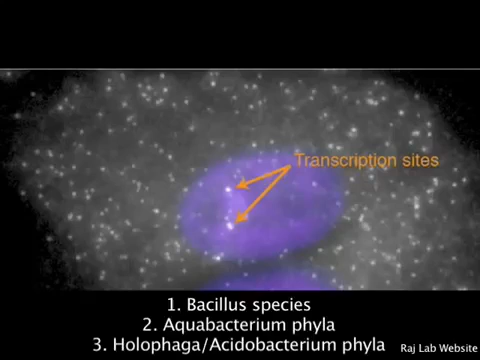 Transcription sites
1. Bacillus species
2. Aquabacterium phyla
3. Holophaga/Acidobacterium phyla
Raj Lab Website